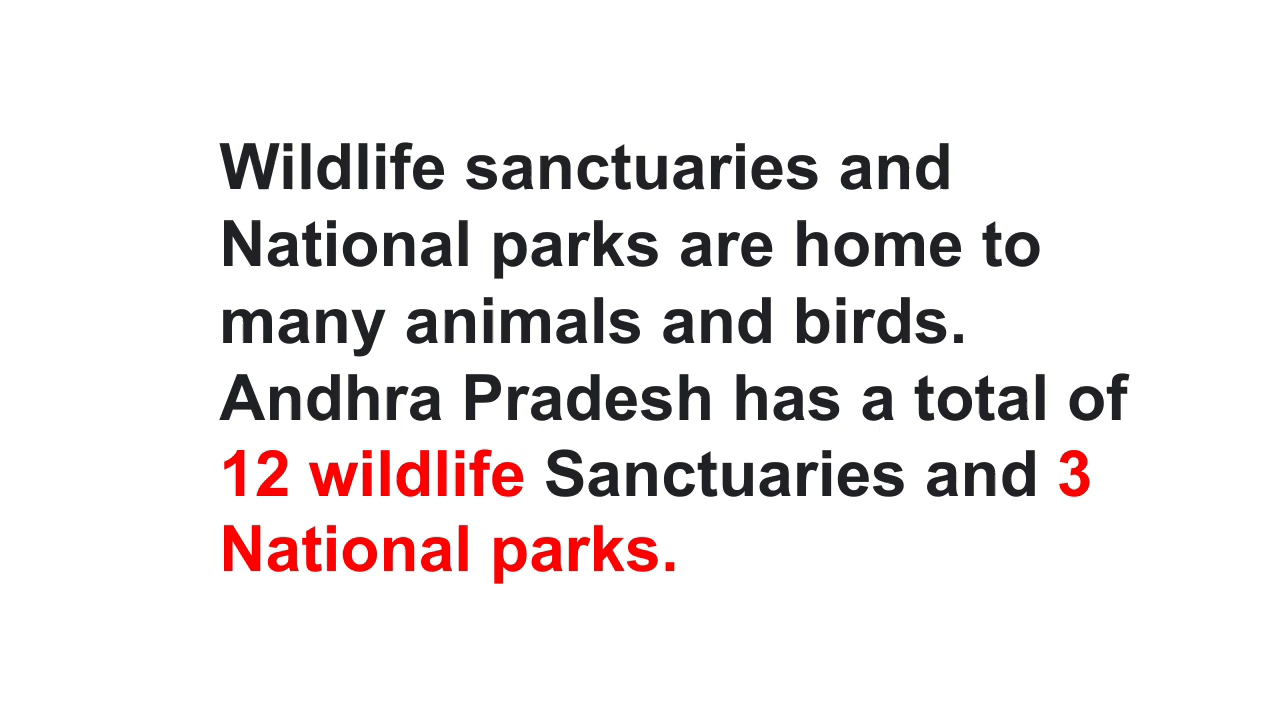 Wildlife sanctuaries and
National parks are home to
many animals and birds.
Andhra Pradesh has a total of
12 wildlife Sanctuaries and 3
National parks.